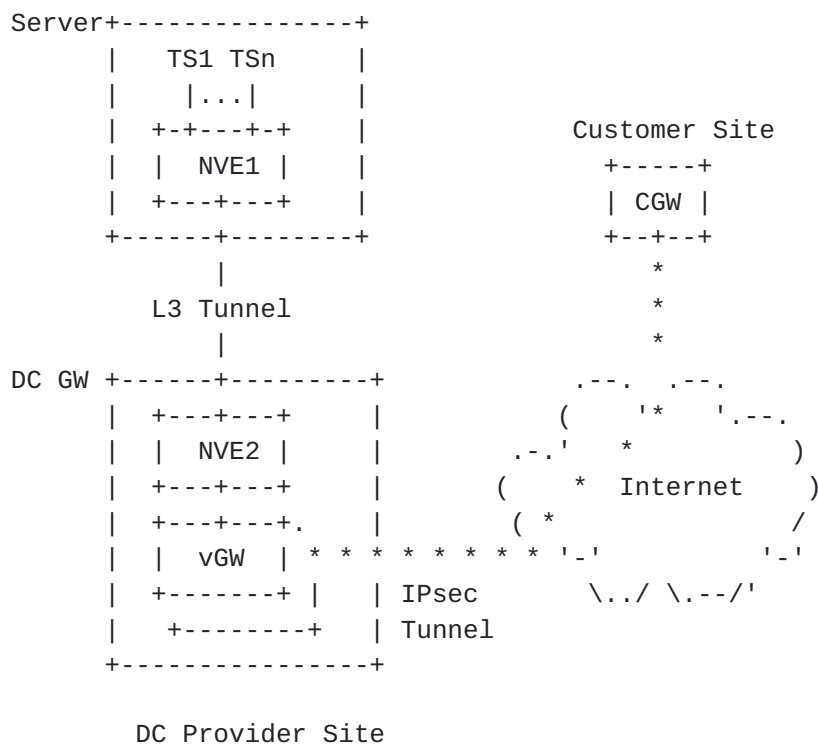 Server+---------------+
      |   TS1 TSn     |
      |    |...|      |
      |  +-+---+-+    |             Customer Site
      |  |  NVE1 |    |               +-----+
      |  +---+---+    |               | CGW |
      +------+--------+               +--+--+
             |                           *
         L3 Tunnel                       *
             |                           *
DC GW +------+---------+            .--.  .--.
      |  +---+---+     |           (    '*   '.--.
      |  |  NVE2 |     |        .-.'   *          )
      |  +---+---+     |       (    *  Internet    )
      |  +---+---+.    |        ( *               /
      |  |  vGW  | * * * * * * * * '-'          '-'
      |  +-------+ |   | IPsec       \../ \.--/'
      |   +--------+   | Tunnel
      +----------------+

        DC Provider Site